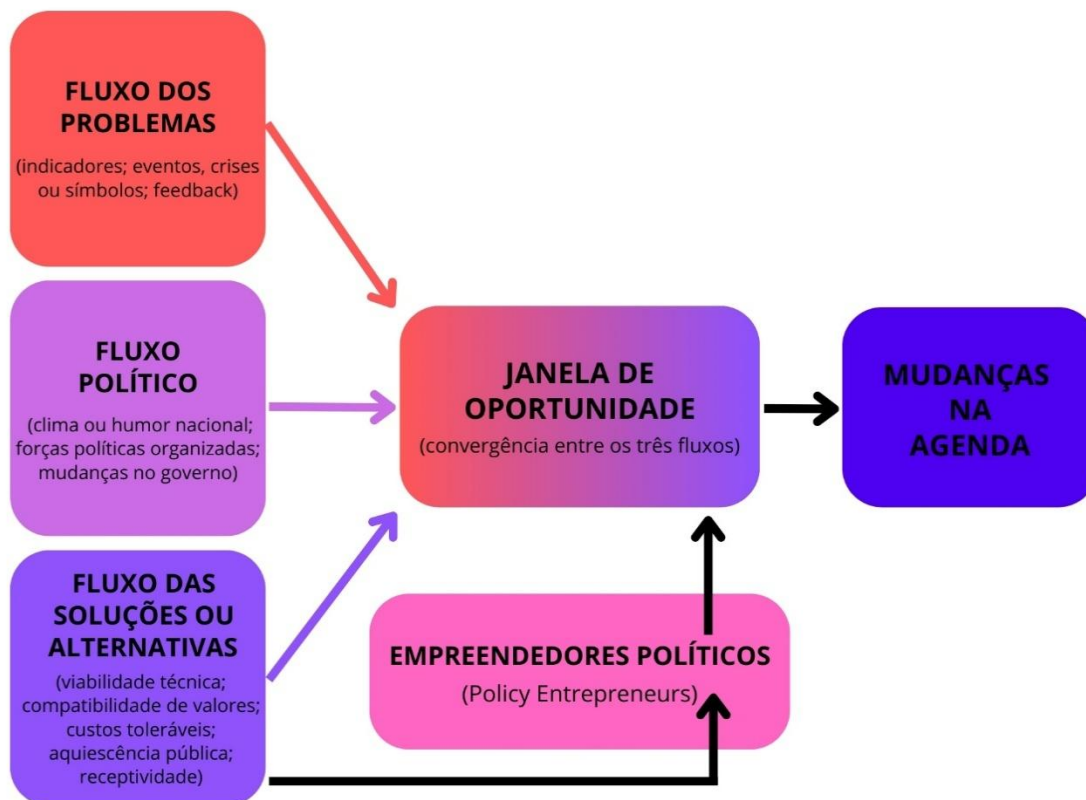 FLUXO DOS
PROBLEMAS
(indicadores; eventos, crises
ou símbolos; feedback)
FLUXO
POLÍTICO
(clima ou humor nacional;
forças políticas organizadas;
mudanças no governo)
FLUXO DAS
SOLUÇÕES OU
ALTERNATIVAS
(viabilidade técnica;
compatibilidade de valores;
custos toleráveis;
aquiescência pública;
receptividade)
JANELA DE
OPORTUNIDADE
(convergência entre os três fluxos)
EMPREENDEDORES POLÍTICOS
(Policy Entrepreneurs)
MUDANÇAS
NA
AGENDA